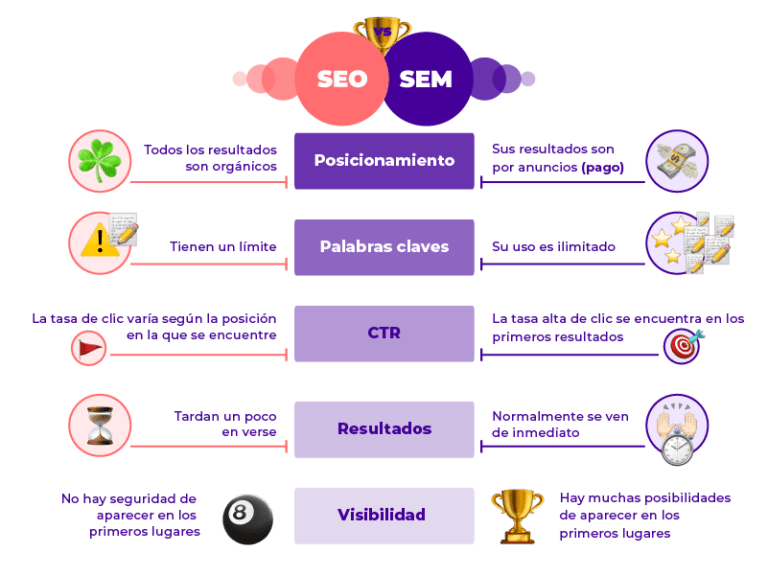 VS
SEO
SEM
Todos los resultados
son orgánicos
Posicionamiento
Sus resultados son
por anuncios (pago)
Tienen un límite
Palabras claves
Su uso es ilimitado
La tasa de clic varía según la posición
en la que se encuentre
CTR
La tasa alta de clic se encuentra en los
primeros resultados
Tardan un poco
en verse
Resultados
Normalmente se ven
de inmediato
No hay seguridad de
aparecer en los
primeros lugares
8
Visibilidad
Hay muchas posibilidades
de aparecer en los
primeros lugares